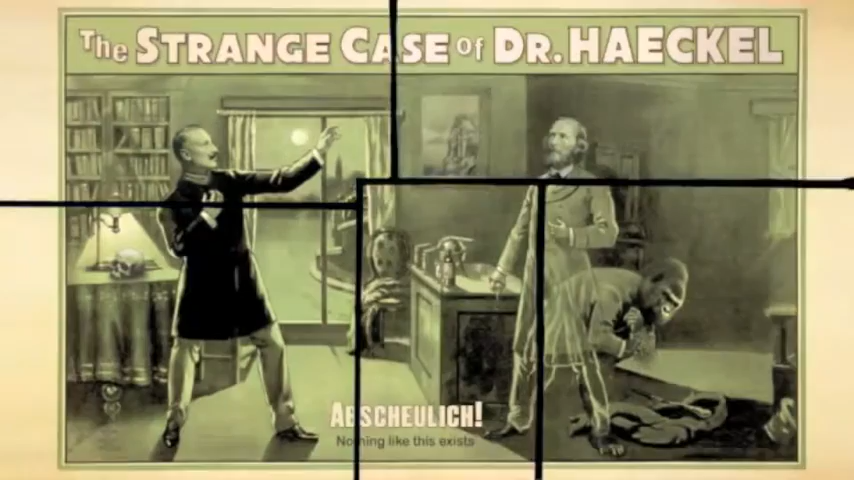 The STRANGE CASE Of DR. HAECKEL
ABSCHEULICH!
Nothing like this exists